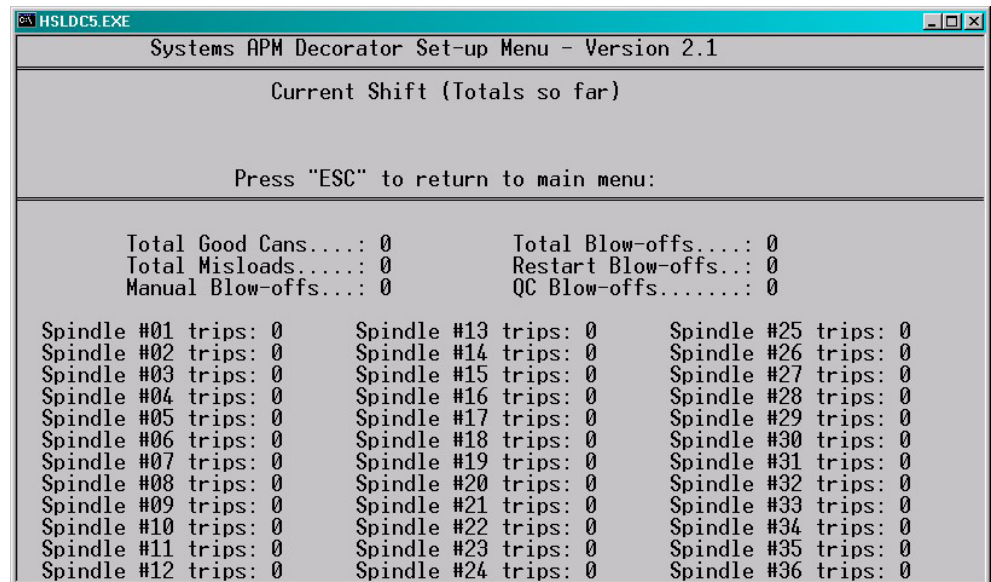 HSLDC5.EXE
Systems APM Decorator Set-up Menu - Version 2.1
Current Shift (Totals so far)
Press "ESC" to return to main menu:
Total Good Cans....: 0 Total Blow-offs....: 0
Total Misloads.....: 0 Restart Blow-offs..: 0
Manual Blow-offs...: 0 QC Blow-offs.......: 0
Spindle #01 trips: 0 Spindle #13 trips: 0 Spindle #25 trips: 0
Spindle #02 trips: 0 Spindle #14 trips: 0 Spindle #26 trips: 0
Spindle #03 trips: 0 Spindle #15 trips: 0 Spindle #27 trips: 0
Spindle #04 trips: 0 Spindle #16 trips: 0 Spindle #28 trips: 0
Spindle #05 trips: 0 Spindle #17 trips: 0 Spindle #29 trips: 0
Spindle #06 trips: 0 Spindle #18 trips: 0 Spindle #30 trips: 0
Spindle #07 trips: 0 Spindle #19 trips: 0 Spindle #31 trips: 0
Spindle #08 trips: 0 Spindle #20 trips: 0 Spindle #32 trips: 0
Spindle #09 trips: 0 Spindle #21 trips: 0 Spindle #33 trips: 0
Spindle #10 trips: 0 Spindle #22 trips: 0 Spindle #34 trips: 0
Spindle #11 trips: 0 Spindle #23 trips: 0 Spindle #35 trips: 0
Spindle #12 trips: 0 Spindle #24 trips: 0 Spindle #36 trips: 0